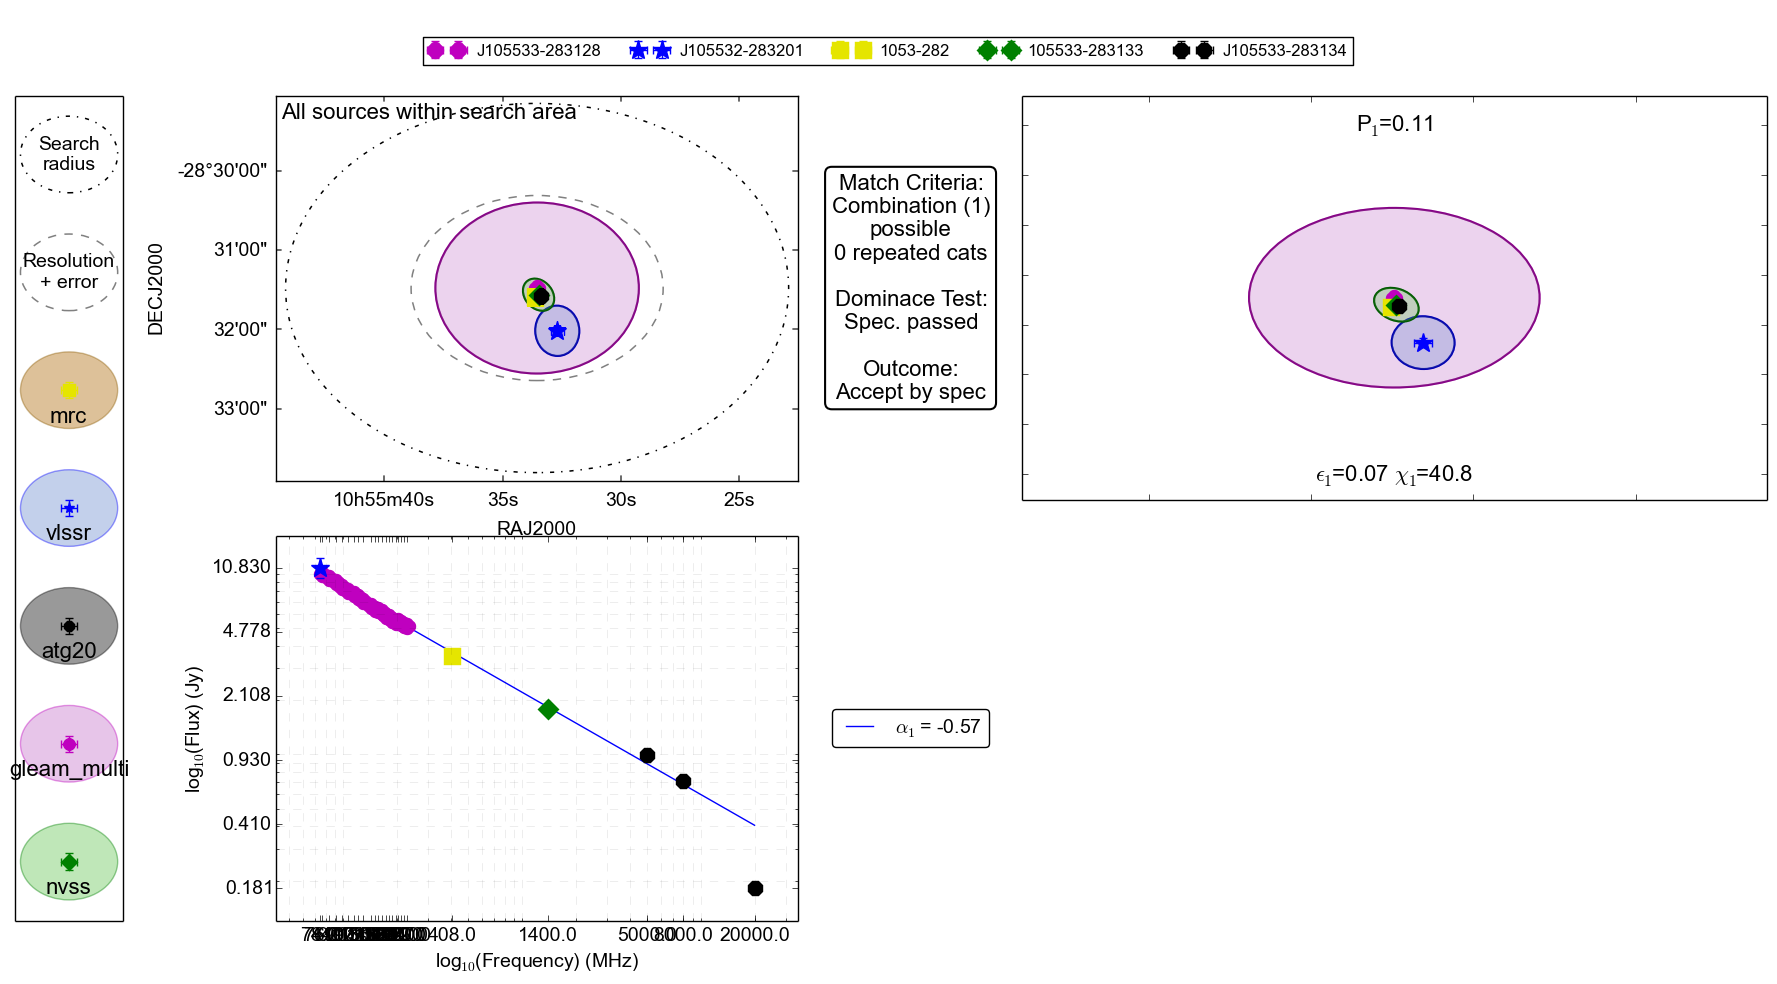 J105533-283128
J105532-283201
1053-282
105533-283133
J105533-283134
Search
radius
Resolution
+ error
mrc
vlssr
atg20
gleam_multi
nvss
All sources within search area
DECJ2000
-28°30'00"
31'00"
32'00"
33'00"
10h55m40s
35s
30s
25s
RAJ2000
Match Criteria:
Combination (1)
possible
0 repeated cats
Dominace Test:
Spec. passed
Outcome:
Accept by spec
P1=0.11
ϵ1=0.07 χ1=40.8
log10(Flux) (Jy)
10.830
4.778
2.108
0.930
0.410
0.181
408.0
1400.0
5000.0
8000.0
20000.0
log10(Frequency) (MHz)
α1 = -0.57